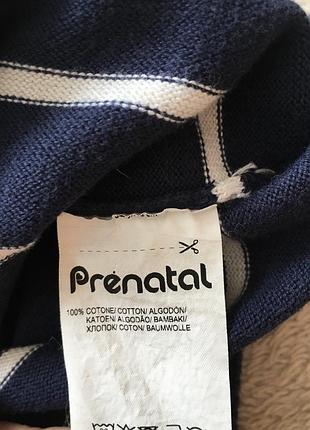 Prénatal
100% COTONE/ COTTON/ ALGODÓN/
KATOEN/ ALGODÃO/ BAMBAKI/
ХЛОПОК/ COTON/ BAUMWOLLE